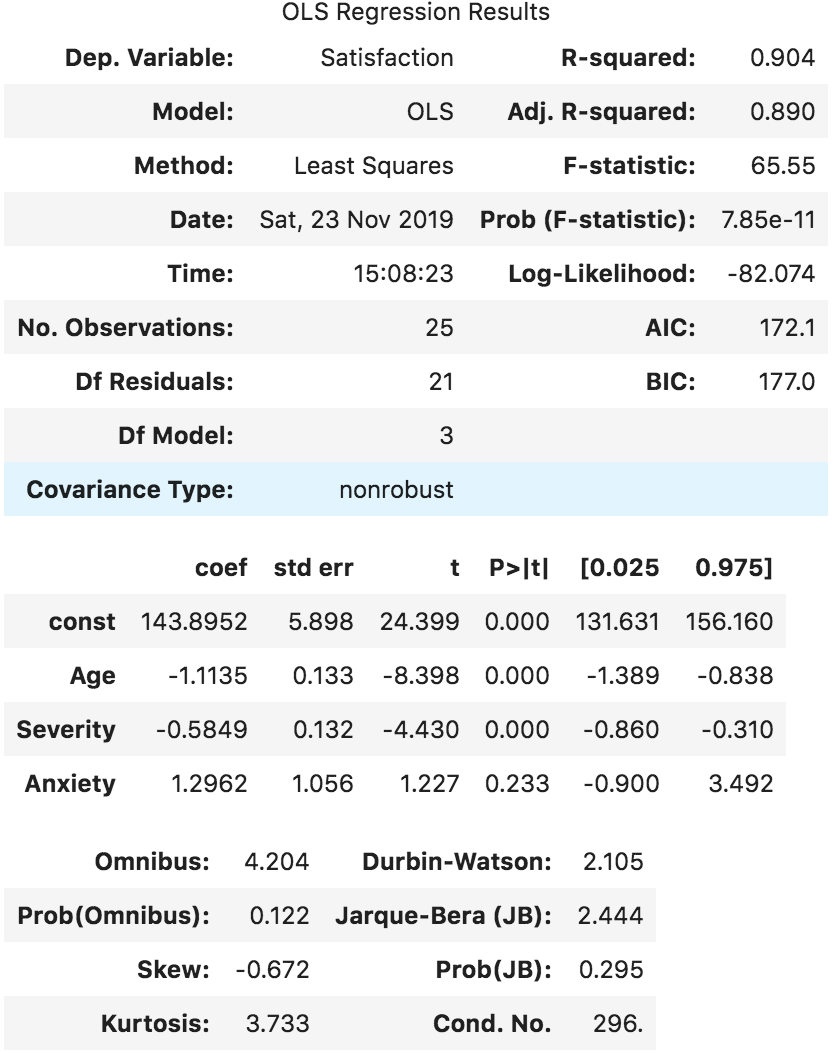 OLS Regression Results
Dep. Variable: Satisfaction R-squared: 0.904
Model: OLS Adj. R-squared: 0.890
Method: Least Squares F-statistic: 65.55
Date: Sat, 23 Nov 2019 Prob (F-statistic): 7.85e-11
Time: 15:08:23 Log-Likelihood: -82.074
No. Observations: 25 AIC: 172.1
Df Residuals: 21 BIC: 177.0
Df Model: 3
Covariance Type: nonrobust
coef std err t P>|t| [0.025 0.975]
const 143.8952 5.898 24.399 0.000 131.631 156.160
Age -1.1135 0.133 -8.398 0.000 -1.389 -0.838
Severity -0.5849 0.132 -4.430 0.000 -0.860 -0.310
Anxiety 1.2962 1.056 1.227 0.233 -0.900 3.492
Omnibus: 4.204 Durbin-Watson: 2.105
Prob(Omnibus): 0.122 Jarque-Bera (JB): 2.444
Skew: -0.672 Prob(JB): 0.295
Kurtosis: 3.733 Cond. No. 296.